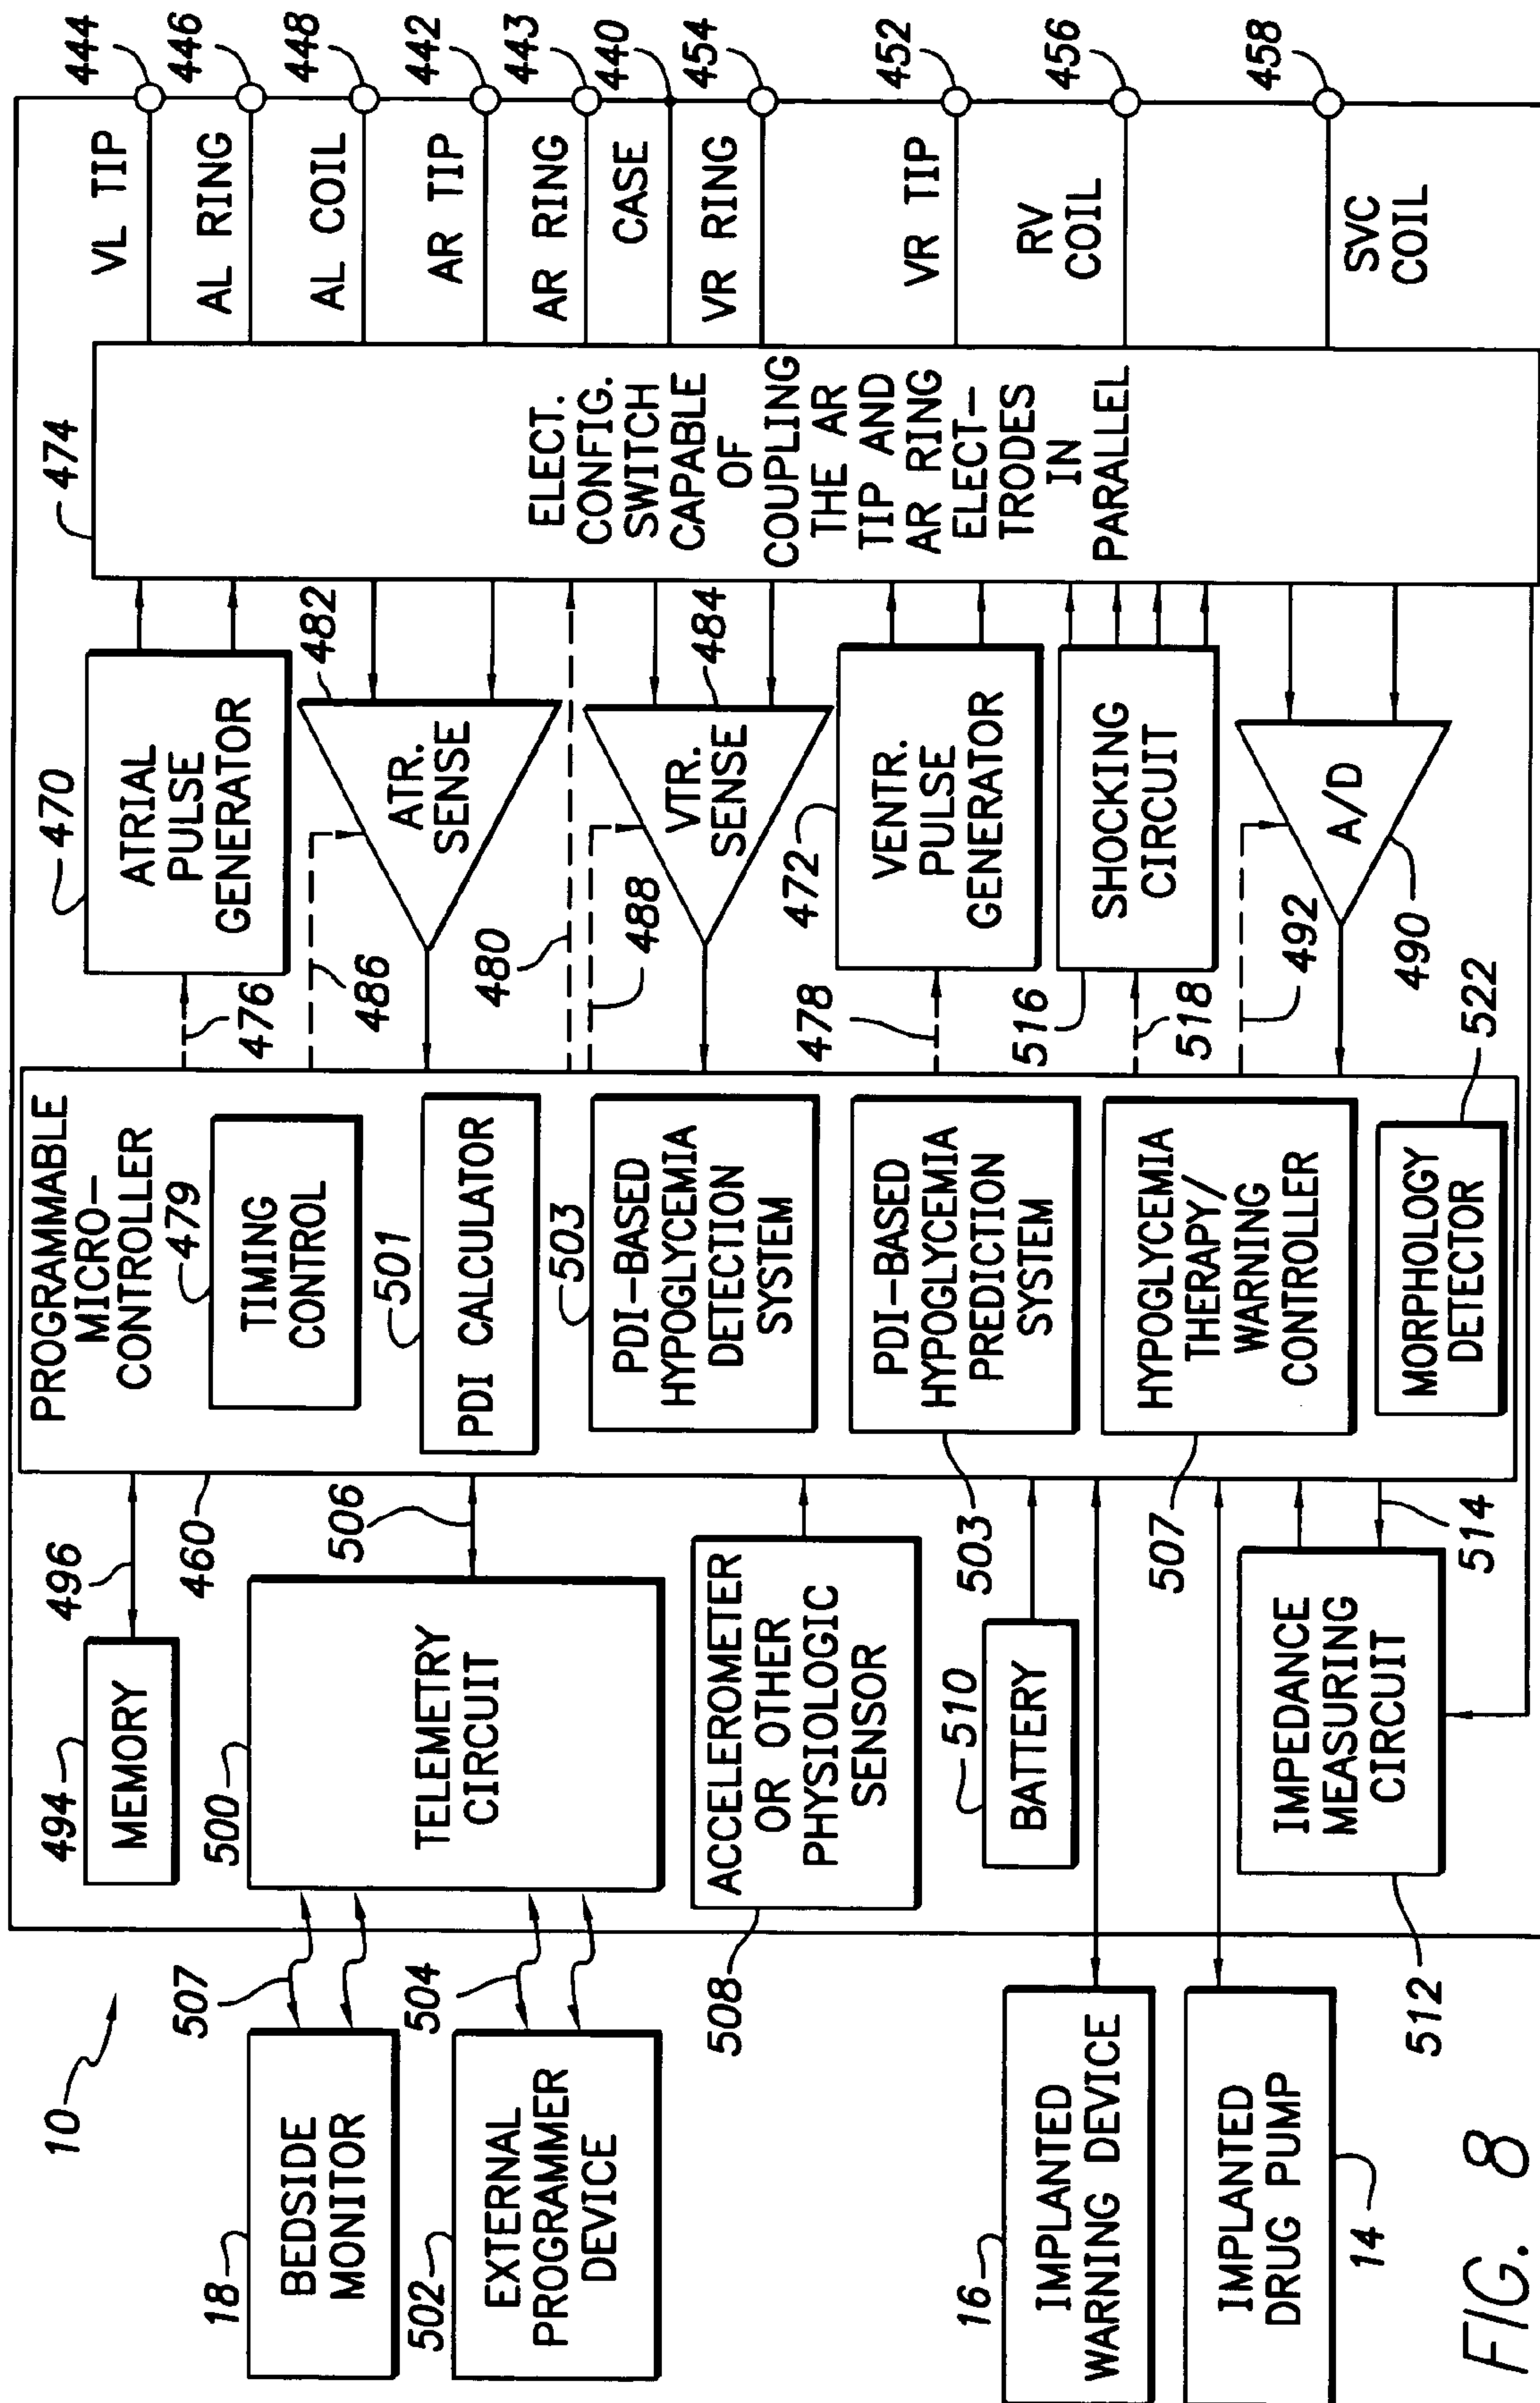 10
444
446
448
442
443
440
454
452
456
458
VL TIP
AL RING
AL COIL
AR TIP
AR RING
CASE
VR RING
VR TIP
RV
COIL
SVC
COIL
474
ELECT.
CONFIG.
SWITCH
CAPABLE
OF
COUPLING
THE AR
TIP AND
AR RING
ELECT-
TRODES
IN
PARALLEL
470
ATRIAL
PULSE
GENERATOR
476
482
ATR.
SENSE
486
480
484
VTR.
SENSE
488
472
VENTR.
PULSE
GENERATOR
478
SHOCKING
CIRCUIT
516
518
A/D
492
490
PROGRAMMABLE
MICRO-
CONTROLLER
479
TIMING
CONTROL
501
PDI CALCULATOR
503
PDI-BASED
HYPOGLYCEMIA
DETECTION
SYSTEM
PDI-BASED
HYPOGLYCEMIA
PREDICTION
SYSTEM
503
HYPOGLYCEMIA
THERAPY/
WARNING
CONTROLLER
507
MORPHOLOGY
DETECTOR
522
460
496
494
MEMORY
506
500
TELEMETRY
CIRCUIT
ACCELEROMETER
OR OTHER
PHYSIOLOGIC
SENSOR
508
510
BATTERY
IMPEDANCE
MEASURING
CIRCUIT
514
512
507
504
18
BEDSIDE
MONITOR
502
EXTERNAL
PROGRAMMER
DEVICE
16
IMPLANTED
WARNING DEVICE
IMPLANTED
DRUG PUMP
14
FIG. 8